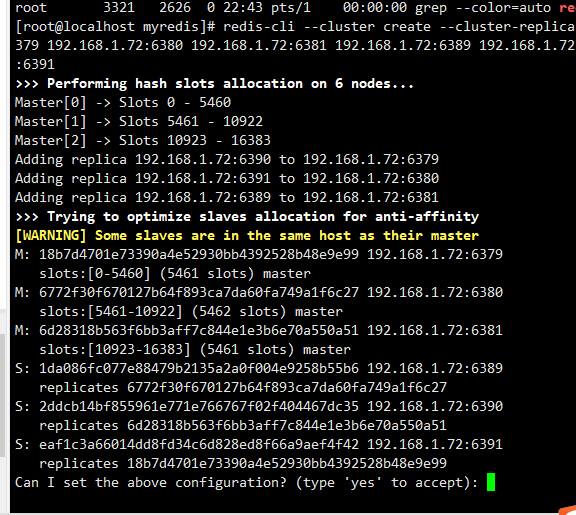 root       3321   2626  0 22:43 pts/1    00:00:00 grep --color=auto re
[root@localhost myredis]# redis-cli --cluster create --cluster-replica
379 192.168.1.72:6380 192.168.1.72:6381 192.168.1.72:6389 192.168.1.72
:6391
>>> Performing hash slots allocation on 6 nodes...
Master[0] -> Slots 0 - 5460
Master[1] -> Slots 5461 - 10922
Master[2] -> Slots 10923 - 16383
Adding replica 192.168.1.72:6390 to 192.168.1.72:6379
Adding replica 192.168.1.72:6391 to 192.168.1.72:6380
Adding replica 192.168.1.72:6389 to 192.168.1.72:6381
>>> Trying to optimize slaves allocation for anti-affinity
[WARNING] Some slaves are in the same host as their master
M: 18b7d4701e73390a4e52930bb4392528b48e9e99 192.168.1.72:6379
   slots:[0-5460] (5461 slots) master
M: 6772f30f670127b64f893ca7da60fa749a1f6c27 192.168.1.72:6380
   slots:[5461-10922] (5462 slots) master
M: 6d28318b563f6bb3aff7c844e1e3b6e70a550a51 192.168.1.72:6381
   slots:[10923-16383] (5461 slots) master
S: 1da086fc077e88479b2135a2a0f004e9258b55b6 192.168.1.72:6389
   replicates 6772f30f670127b64f893ca7da60fa749a1f6c27
S: 2ddcb14bf855961e771e766767f02f404467dc35 192.168.1.72:6390
   replicates 6d28318b563f6bb3aff7c844e1e3b6e70a550a51
S: eaf1c3a66014dd8fd34c6d828ed8f66a9aef4f42 192.168.1.72:6391
   replicates 18b7d4701e73390a4e52930bb4392528b48e9e99
Can I set the above configuration? (type 'yes' to accept):